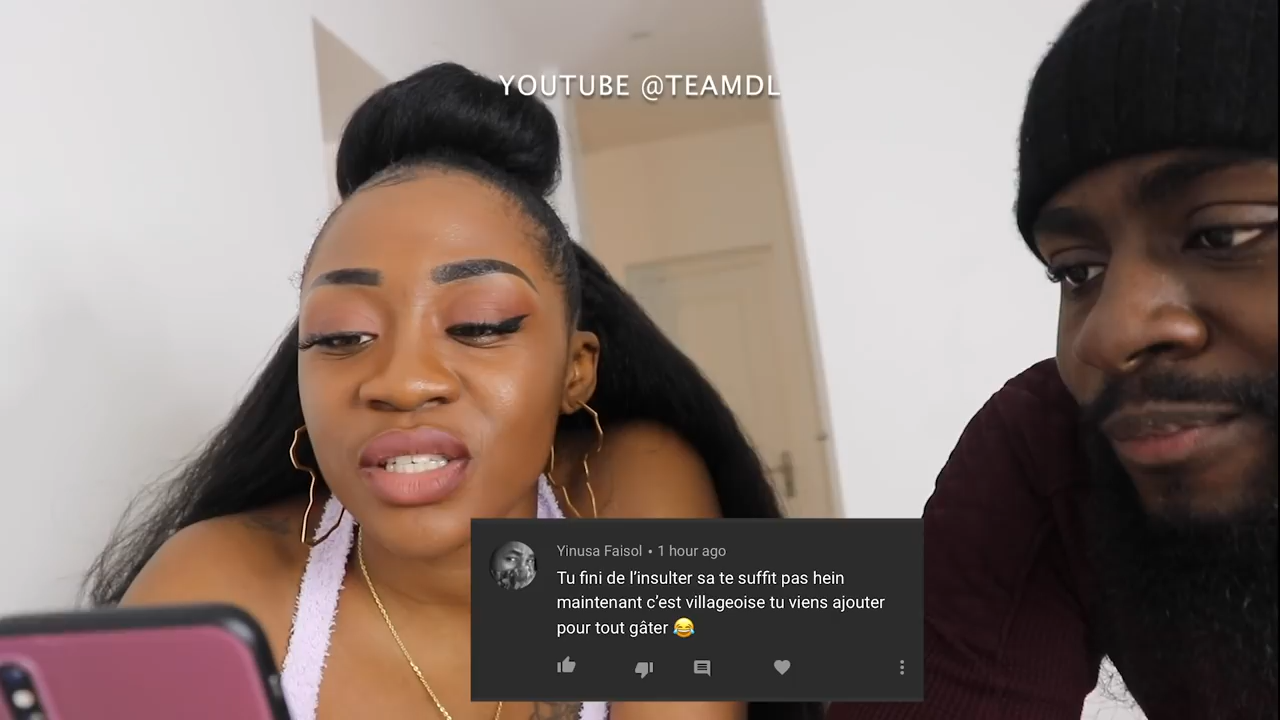 YOUTUBE @TEAMDL
Yinusa Faisol • 1 hour ago
Tu fini de l’insulter sa te suffit pas hein
maintenant c’est villageoise tu viens ajouter
pour tout gâter 😂